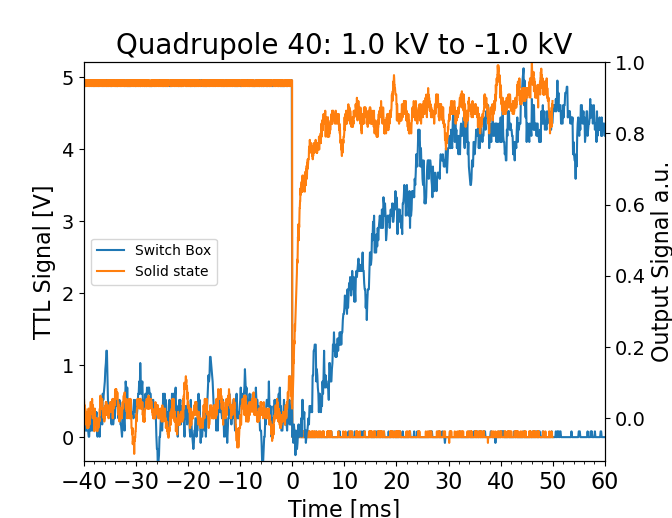 Quadrupole 40: 1.0 kV to -1.0 kV
TTL Signal [V]
5
4
3
2
1
0
Switch Box
Solid state
1.0
0.8
0.6
0.4
0.2
0.0
Output Signal a.u.
−40 −30 −20 −10 0 10 20 30 40 50 60
Time [ms]